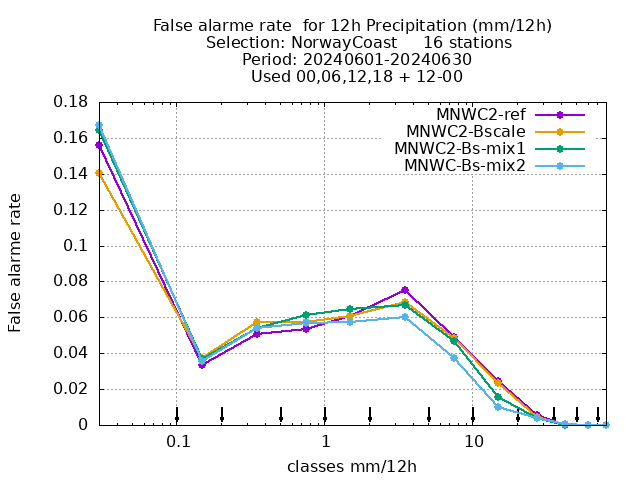 False alarme rate  for 12h Precipitation (mm/12h)
Selection: NorwayCoast     16 stations
Period: 20240601-20240630
Used 00,06,12,18 + 12-00
MNWC2-ref
MNWC2-Bscale
MNWC2-Bs-mix1
MNWC-Bs-mix2
False alarme rate
0.18
0.16
0.14
0.12
0.1
0.08
0.06
0.04
0.02
0
0.1
1
10
classes mm/12h